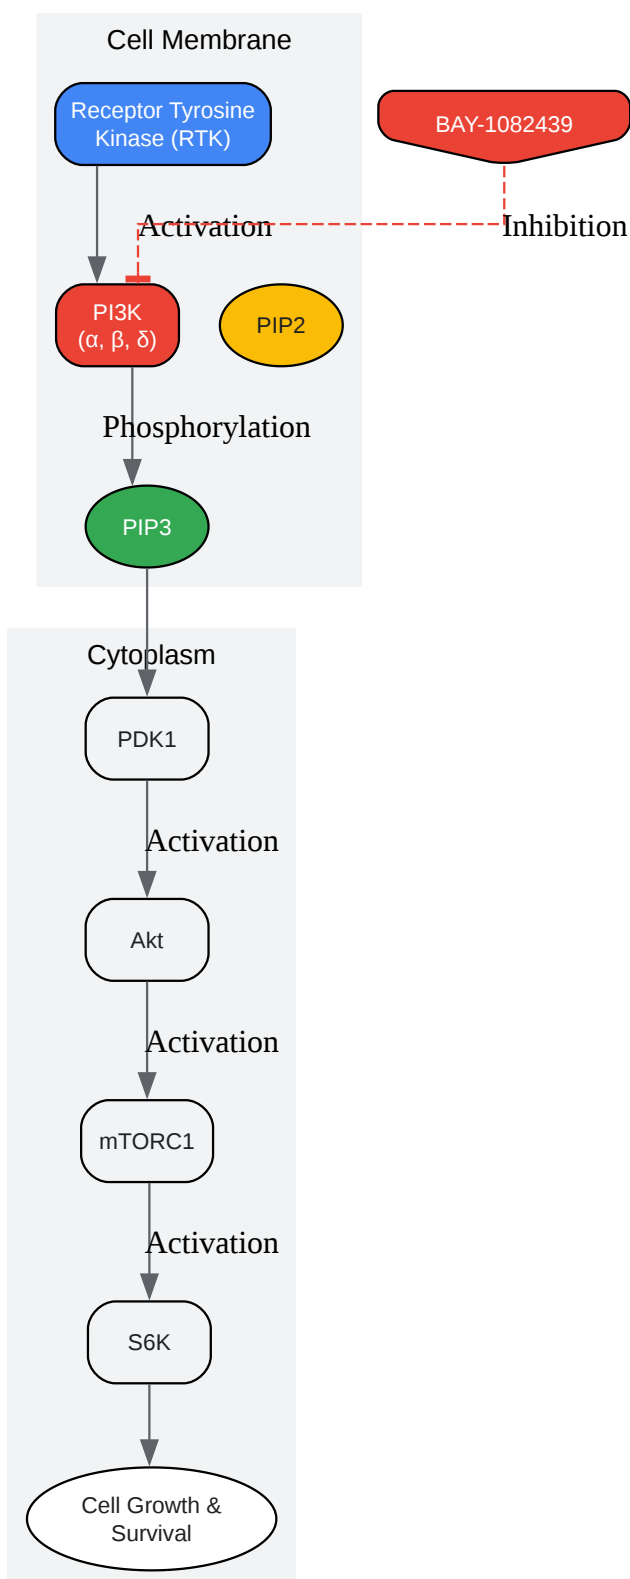 Cell Membrane
Receptor Tyrosine
Kinase (RTK)
BAY-1082439
Activation
Inhibition
PI3K
(α, β, δ)
PIP2
Phosphorylation
PIP3
Cytoplasm
PDK1
Activation
Akt
Activation
mTORC1
Activation
S6K
Cell Growth &
Survival